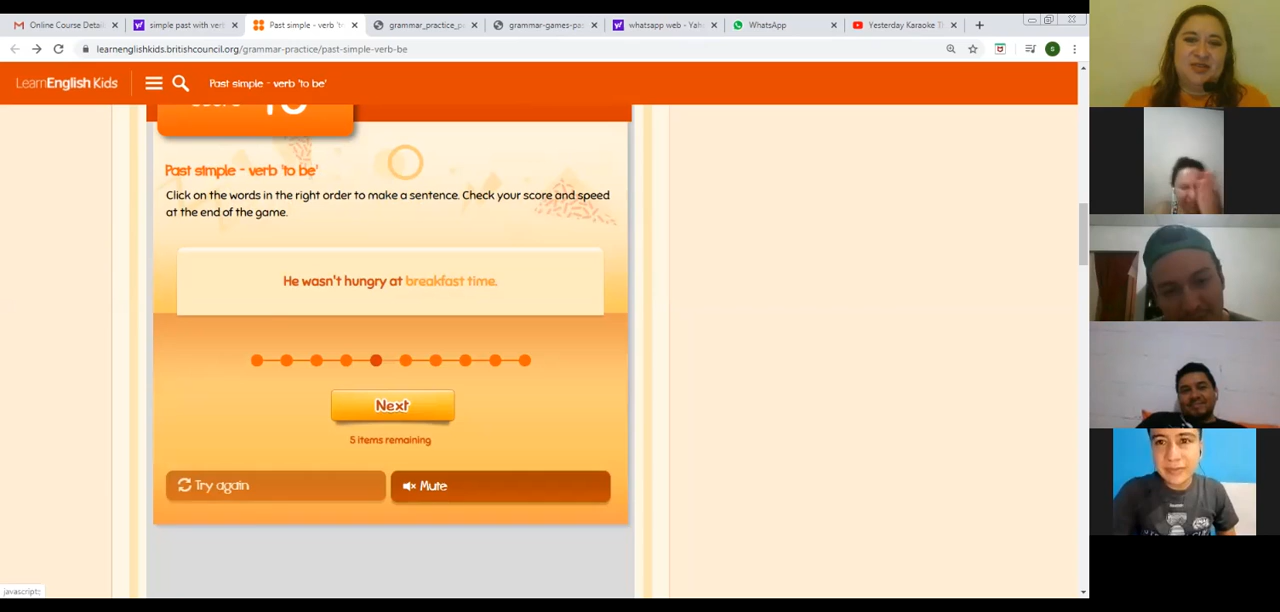 Online Course Detai
simple past with verl
Past simple - verb 'to
grammar_practice_pa
grammar-games-pas
whatsapp web - Yah
WhatsApp
Yesterday Karaoke Th
learnenglishkids.britishcouncil.org/grammar-practice/past-simple-verb-be
S
LearnEnglish Kids
Past simple - verb 'to be'
Past simple - verb 'to be'
Click on the words in the right order to make a sentence. Check your score and speed
at the end of the game.
He wasn't hungry at breakfast time.
Next
5 items remaining
Try again
Mute
javascript: